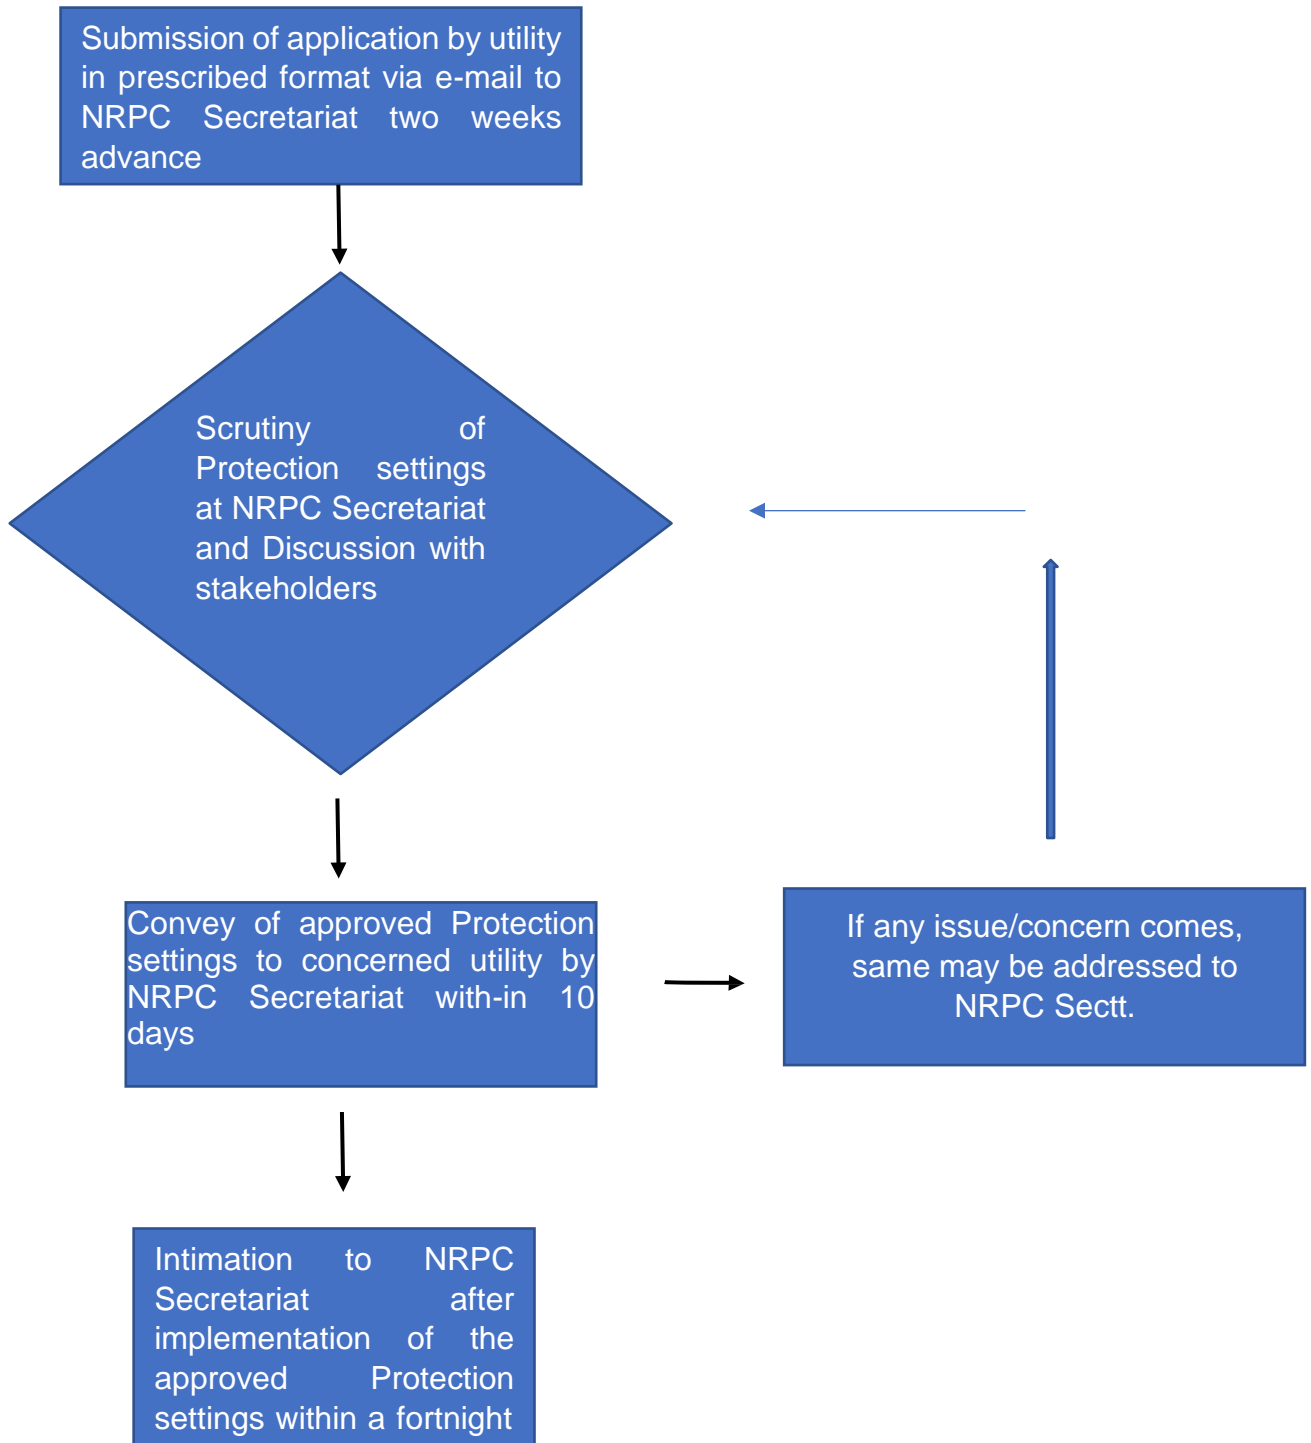 Submission of application by utility
in prescribed format via e-mail to
NRPC Secretariat two weeks
advance
Scrutiny of
Protection settings
at NRPC Secretariat
and Discussion with
stakeholders
Convey of approved Protection
settings to concerned utility by
NRPC Secretariat with-in 10
days
If any issue/concern comes,
same may be addressed to
NRPC Sectt.
Intimation to NRPC
Secretariat after
implementation of the
approved Protection
settings within a fortnight